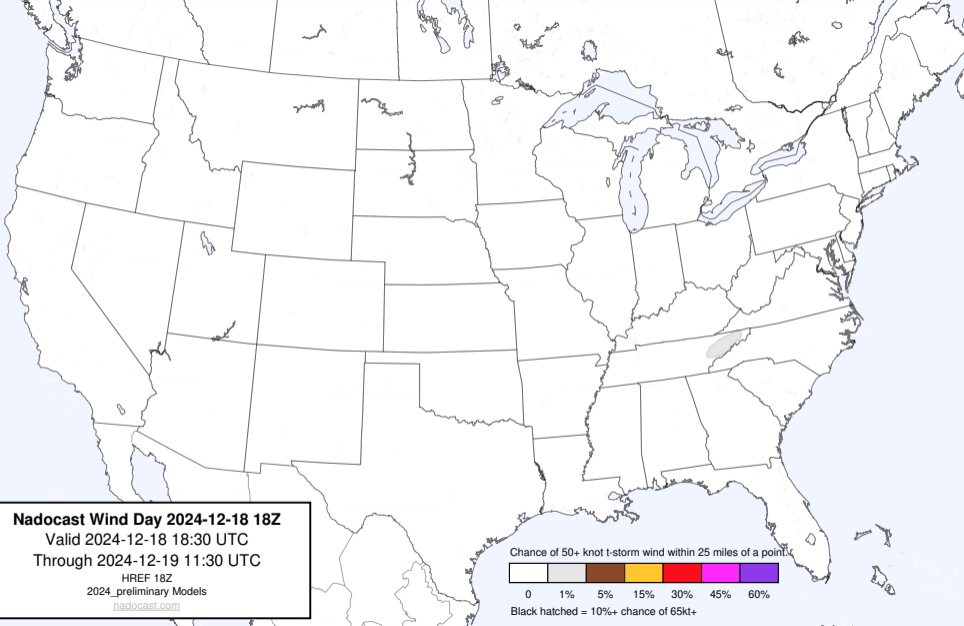 Nadocast Wind Day 2024-12-18 18Z
Valid 2024-12-18 18:30 UTC
Through 2024-12-19 11:30 UTC
HREF 18Z
2024_preliminary Models
nadocast.com
Chance of 50+ knot t-storm wind within 25 miles of a point.
0 1% 5% 15% 30% 45% 60%
Black hatched = 10%+ chance of 65kt+